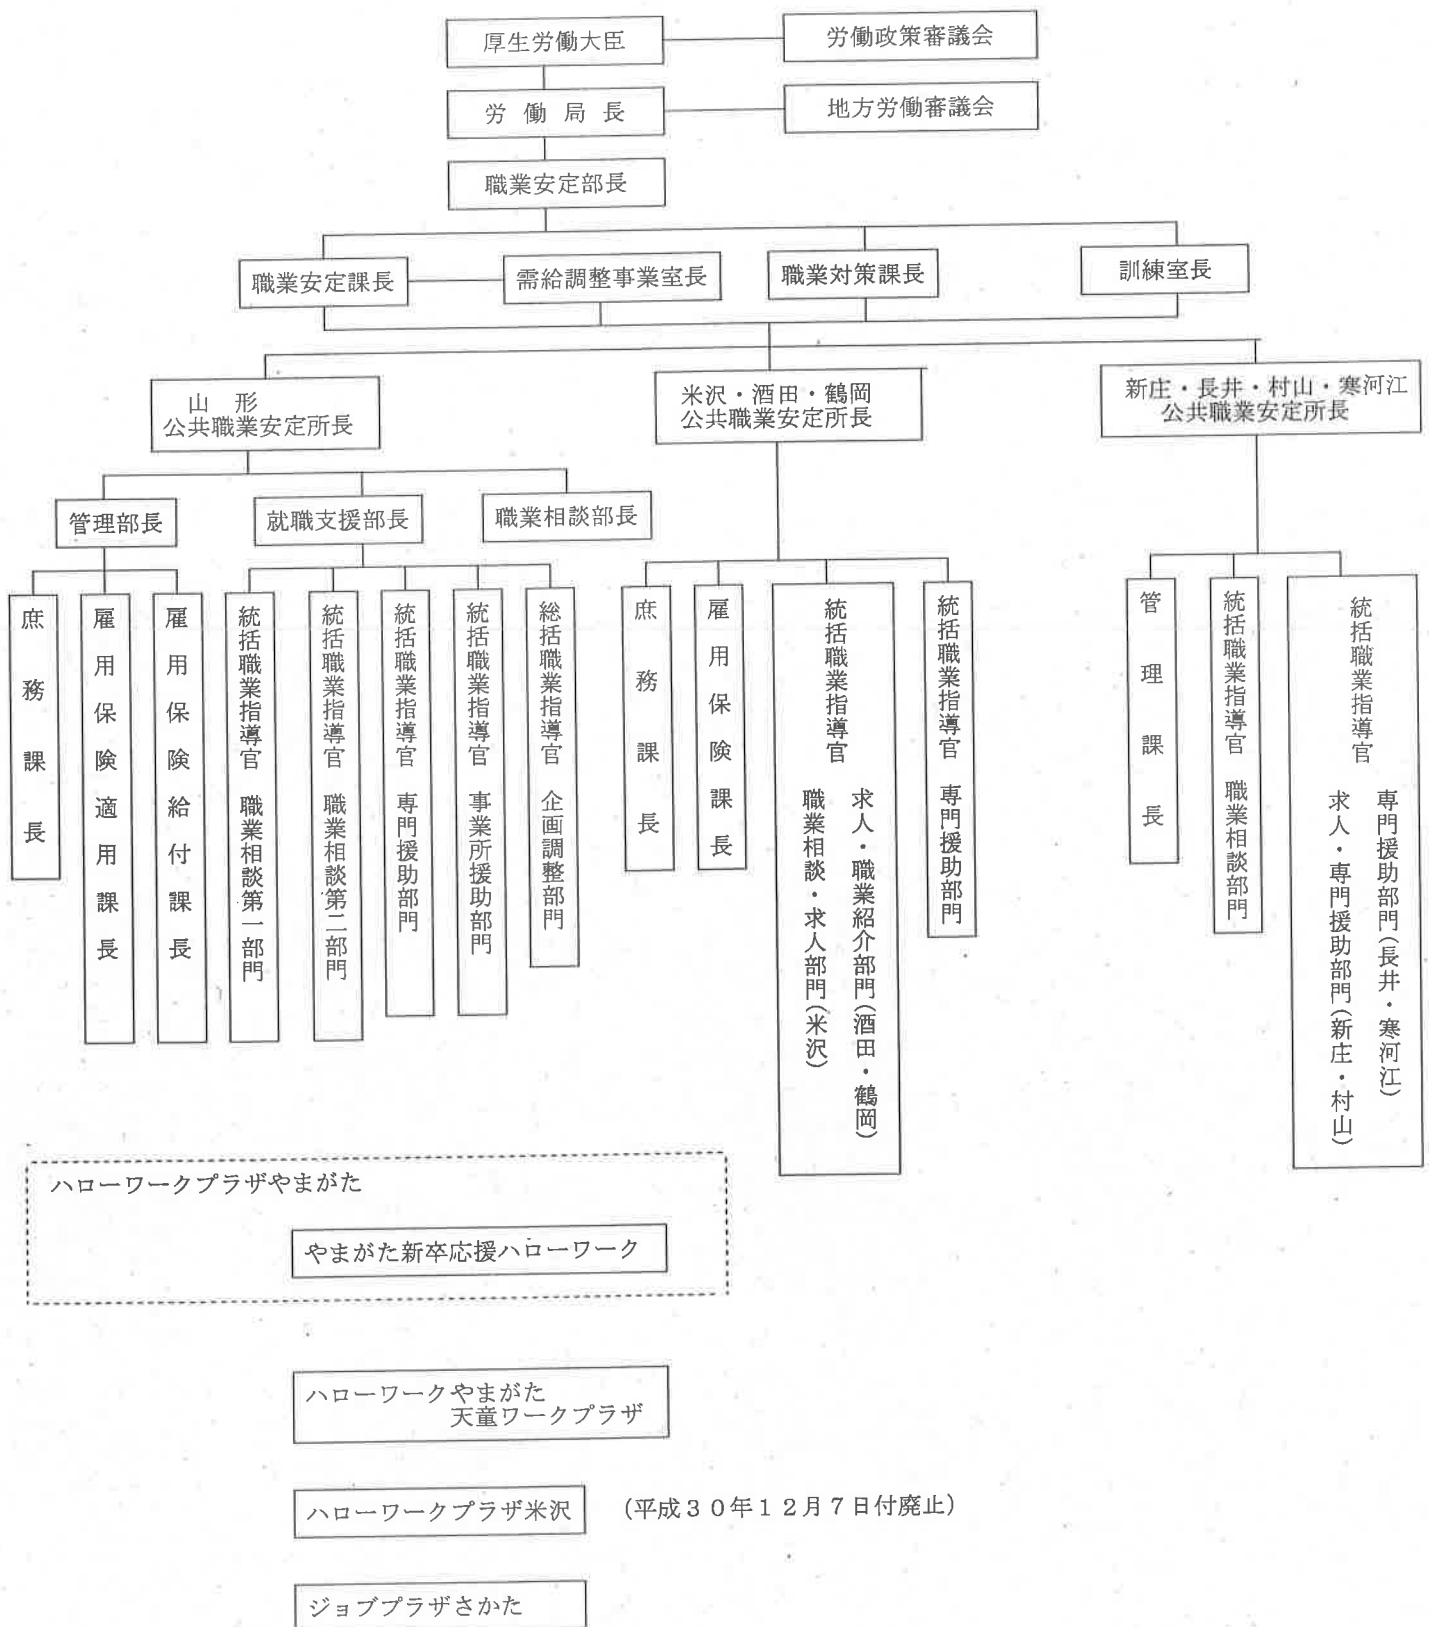 厚生労働大臣
労働政策審議会
労働局長
地方労働審議会
職業安定部長
職業安定課長
需給調整事業室長
職業対策課長
訓練室長
山形
公共職業安定所長
米沢・酒田・鶴岡
公共職業安定所長
新庄・長井・村山・寒河江
公共職業安定所長
管理部長
就職支援部長
職業相談部長
庶務課長
雇用保険適用課長
雇用保険給付課長
統括職業指導官 職業相談第一部門
統括職業指導官 職業相談第二部門
統括職業指導官 専門援助部門
統括職業指導官 事業所援助部門
総括職業指導官 企画調整部門
庶務課長
雇用保険課長
統括職業指導官
求人・職業紹介部門(酒田・鶴岡)
職業相談・求人部門(米沢)
統括職業指導官 専門援助部門
管理課長
統括職業指導官 職業相談部門
統括職業指導官
専門援助部門(長井・寒河江)
求人・専門援助部門(新庄・村山)
ハローワークプラザやまがた
やまがた新卒応援ハローワーク
ハローワークやまがた
天童ワークプラザ
ハローワークプラザ米沢 (平成30年12月7日付廃止)
ジョブプラザさかた